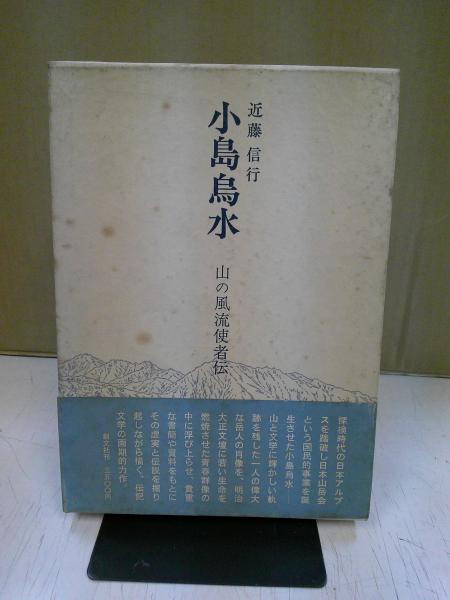 近藤信行
小島烏水
山の風流使者伝
探検時代の日本アルプ
スを踏破し日本山岳会
という国民的事業を誕
生させた小島烏水――
山と文学に輝かしい軌
跡を残した一人の偉大
な岳人の肖像を、明治
大正文壇に若い生命を
燃焼させた青春群像の
中に浮び上らせ、貴重
な書簡や資料をもとに
その虚実と伝説を掘り
起しながら描く、伝記
文学の画期的力作。
創文社刊